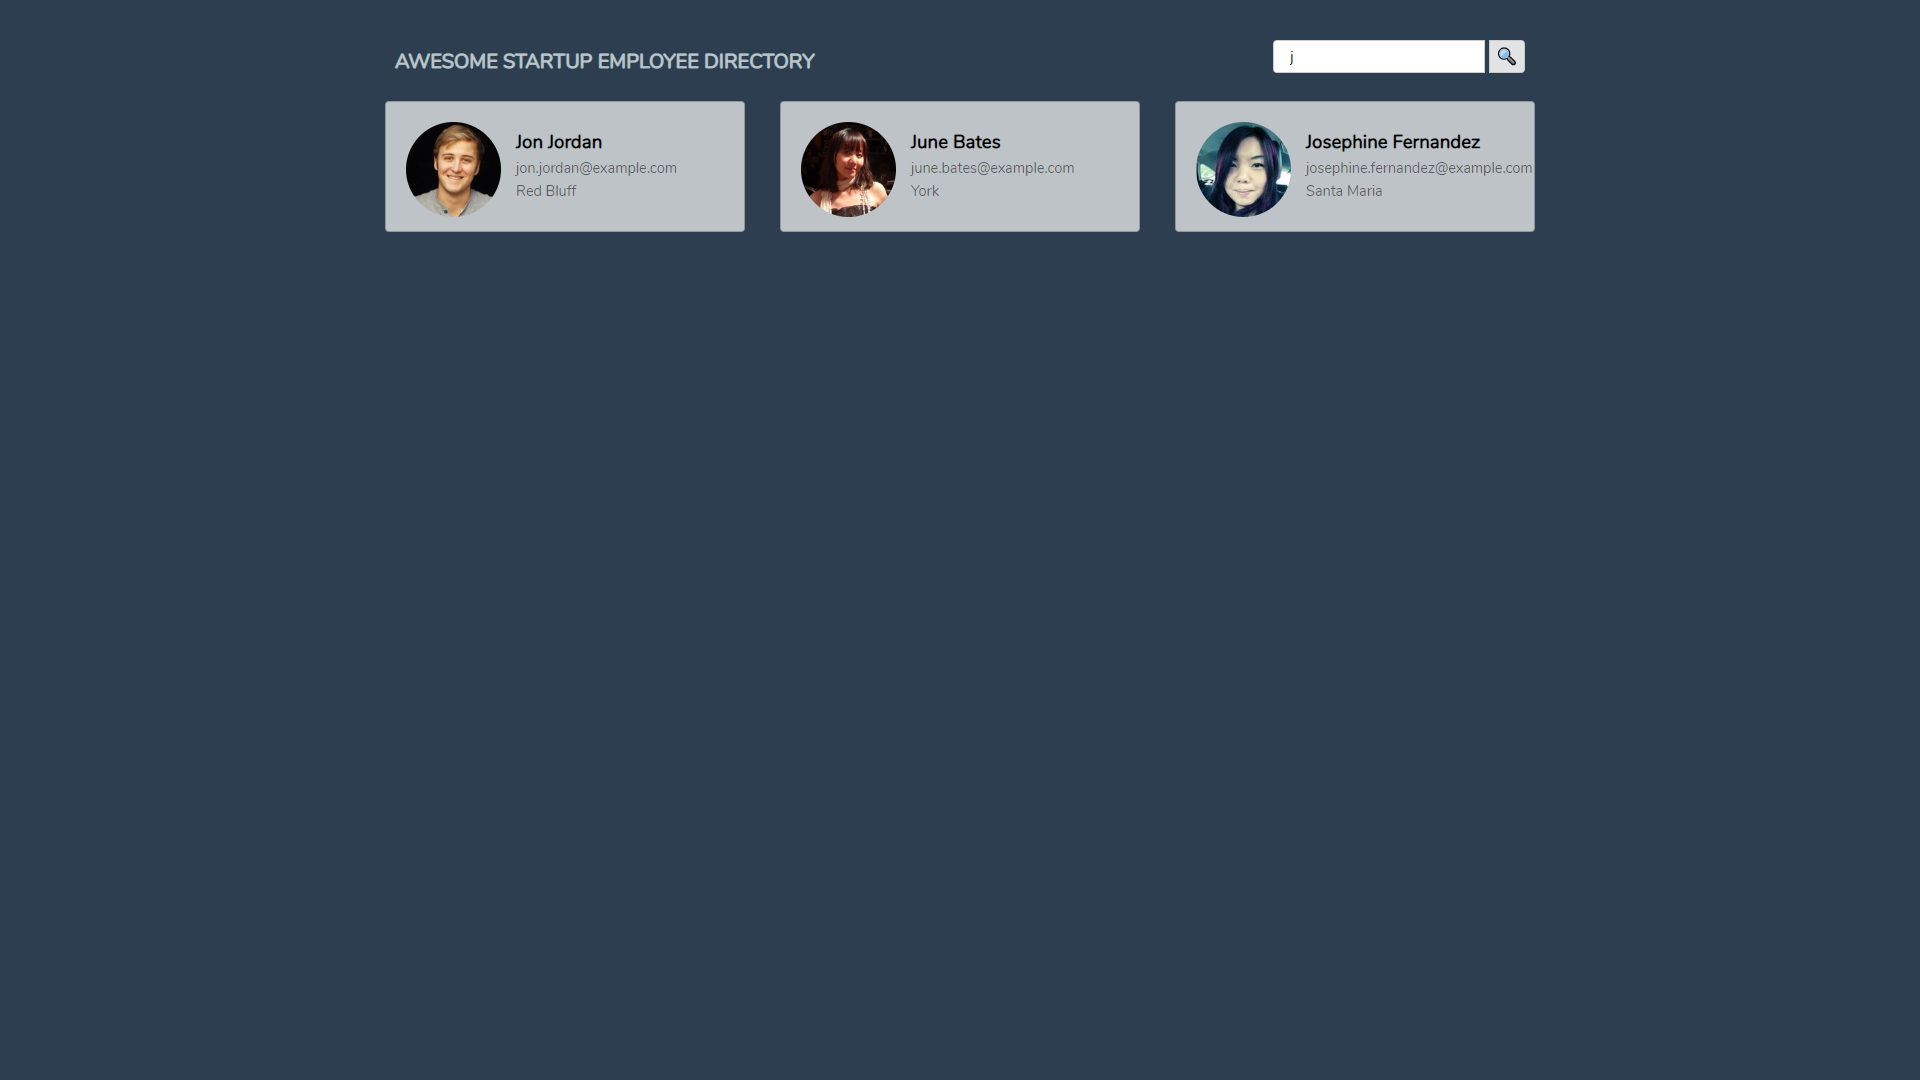 AWESOME STARTUP EMPLOYEE DIRECTORY
j
Jon Jordan
jon.jordan@example.com
Red Bluff
June Bates
june.bates@example.com
York
Josephine Fernandez
josephine.fernandez@example.com
Santa Maria